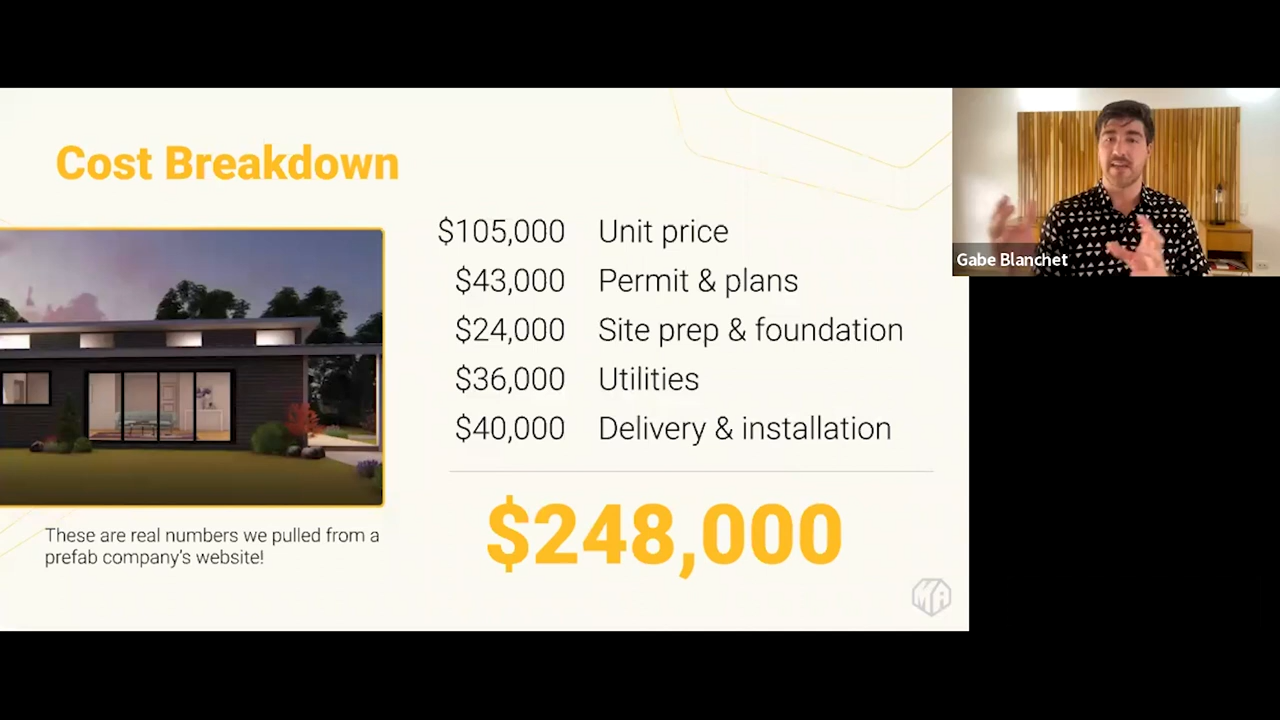 Cost Breakdown
$105,000 Unit price
$43,000 Permit & plans
$24,000 Site prep & foundation
$36,000 Utilities
$40,000 Delivery & installation
$248,000
These are real numbers we pulled from a
prefab company's website!
MA
Gabe Blanchet